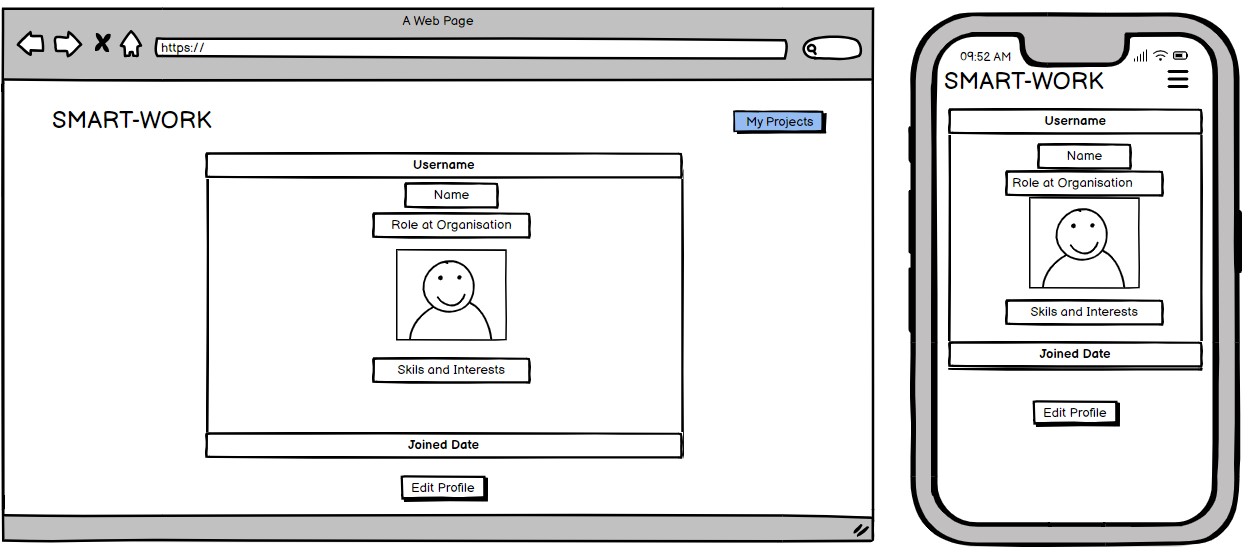 A Web Page
https://
SMART-WORK
My Projects
Username
Name
Role at Organisation
Skils and Interests
Joined Date
Edit Profile
09:52 AM
SMART-WORK
Username
Name
Role at Organisation
Skils and Interests
Joined Date
Edit Profile